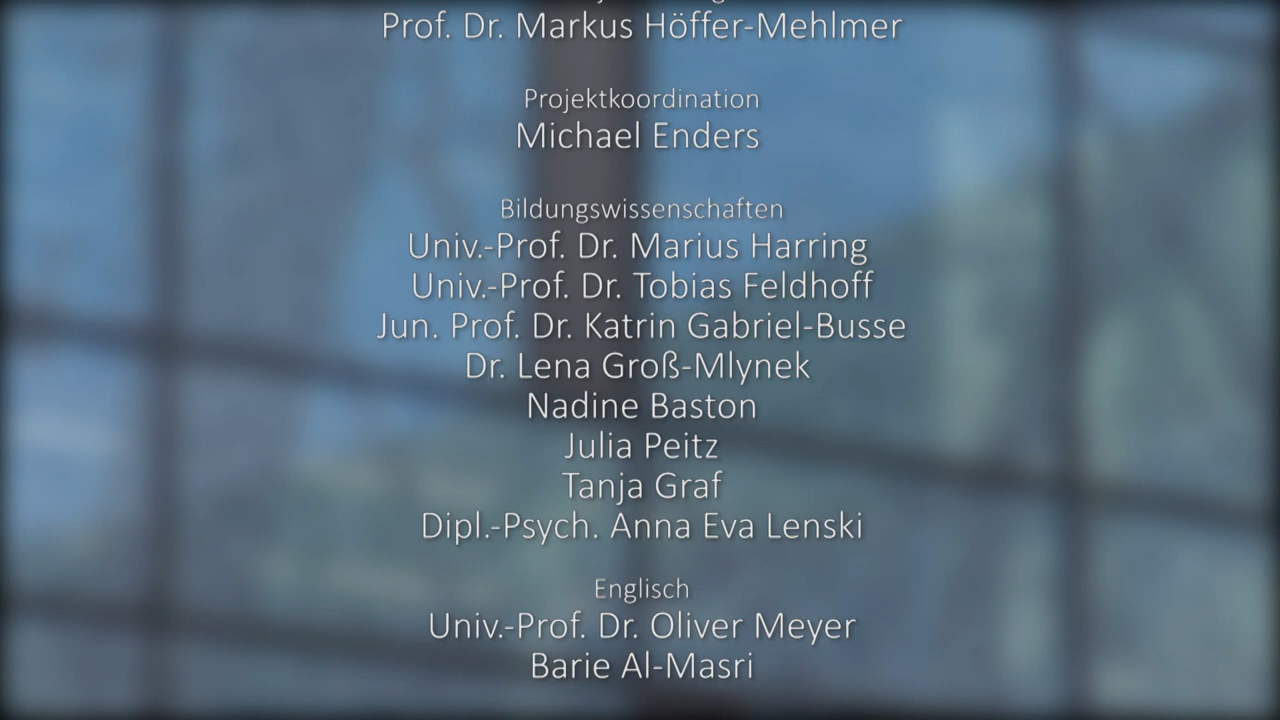 Prof. Dr. Markus Höffer-Mehlmer
Projektkoordination
Michael Enders
Bildungswissenschaften
Univ.-Prof. Dr. Marius Harring
Univ.-Prof. Dr. Tobias Feldhoff
Jun. Prof. Dr. Katrin Gabriel-Busse
Dr. Lena Groß-Mlynek
Nadine Baston
Julia Peitz
Tanja Graf
Dipl.-Psych. Anna Eva Lenski
Englisch
Univ.-Prof. Dr. Oliver Meyer
Barie Al-Masri